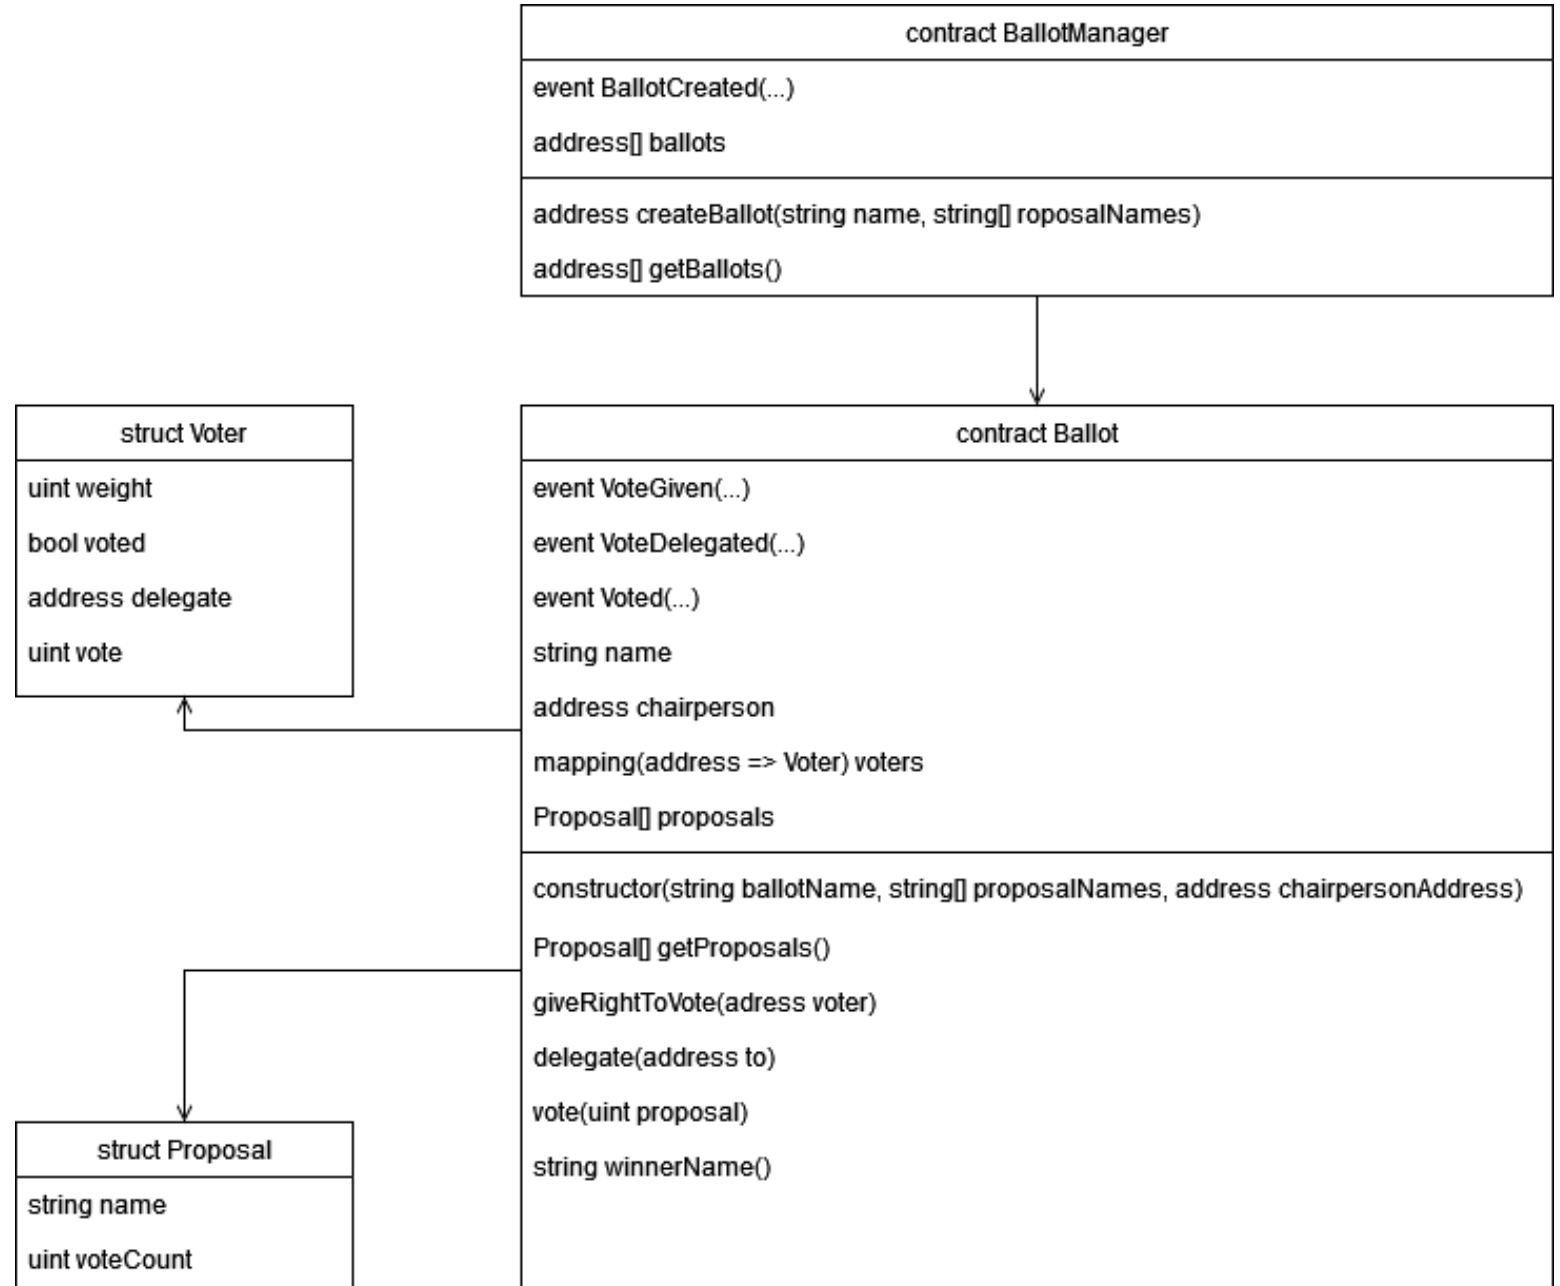 contract BallotManager
event BallotCreated(...)
address[] ballots
address createBallot(string name, string[] roposalNames)
address[] getBallots()
struct Voter
uint weight
bool voted
address delegate
uint vote
contract Ballot
event VoteGiven(...)
event VoteDelegated(...)
event Voted(...)
string name
address chairperson
mapping(address => Voter) voters
Proposal[] proposals
constructor(string ballotName, string[] proposalNames, address chairpersonAddress)
Proposal[] getProposals()
giveRightToVote(adress voter)
delegate(address to)
vote(uint proposal)
string winnerName()
struct Proposal
string name
uint voteCount